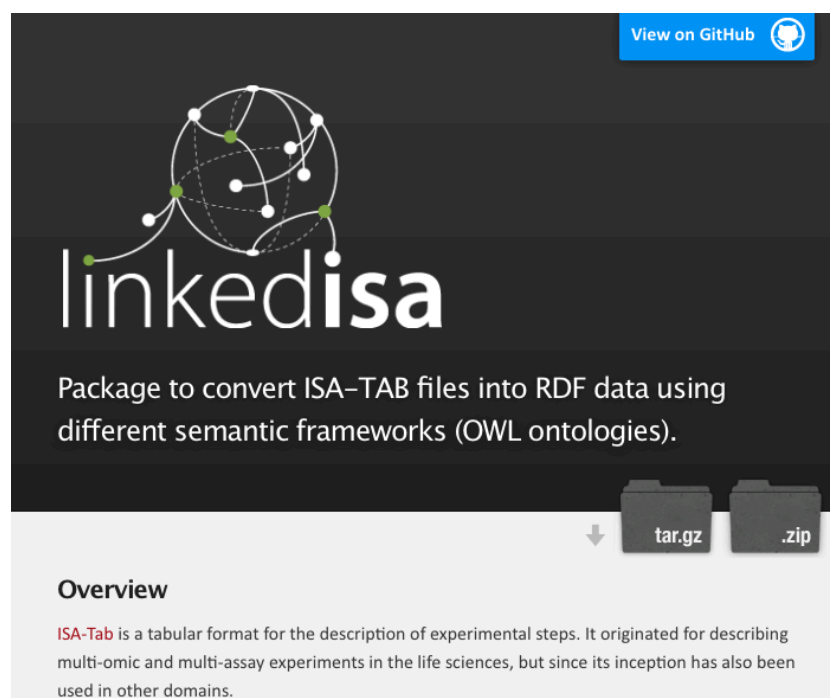 View on GitHub
linkedisa
Package to convert ISA-TAB files into RDF data using
different semantic frameworks (OWL ontologies).
tar.gz
.zip
Overview
ISA-Tab is a tabular format for the description of experimental steps. It originated for describing
multi-omic and multi-assay experiments in the life sciences, but since its inception has also been
used in other domains.